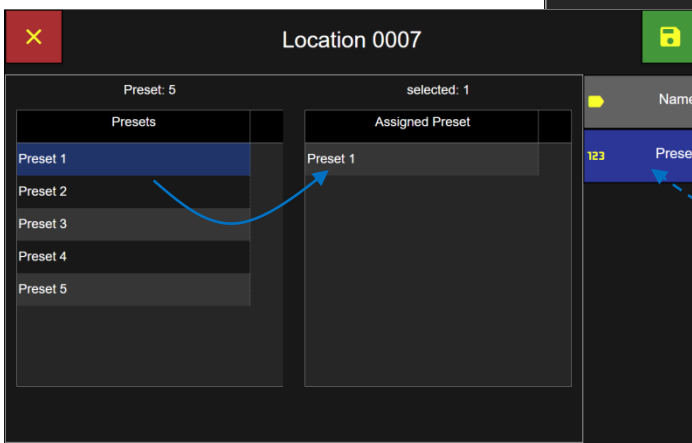 Location 0007
Preset: 5
selected: 1
Presets
Assigned Preset
Preset 1
Preset 2
Preset 3
Preset 4
Preset 5
Preset 1
Name
123
Prese